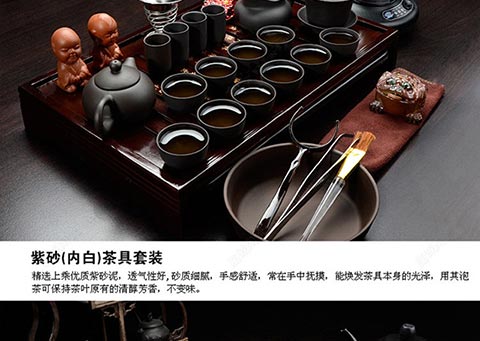 紫砂(内白)茶具套装
精选上乘优质紫砂泥，透气性好,砂质细腻，手感舒适，常在手中抚摸，能焕发茶具本身的光泽，用其泡
茶可保持茶叶原有的清醇芳香，不变味。